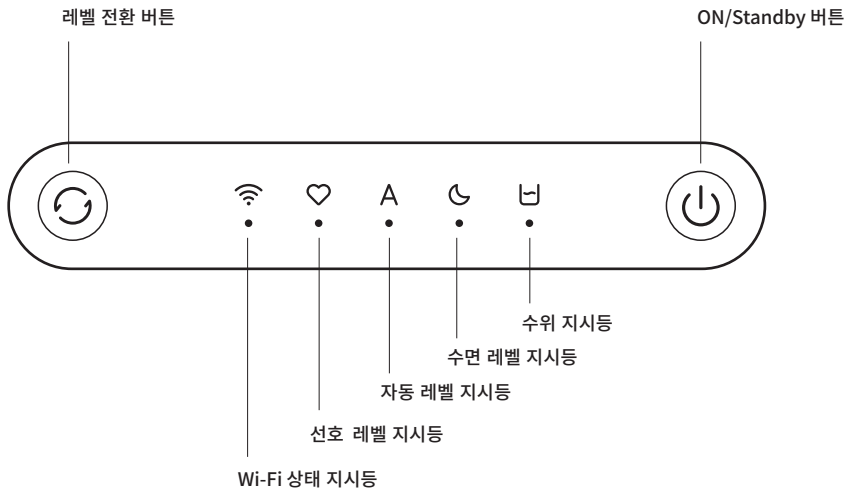 레벨 전환 버튼
ON/Standby 버튼
A
수위 지시등
수면 레벨 지시등
자동 레벨 지시등
선호 레벨 지시등
Wi-Fi 상태 지시등